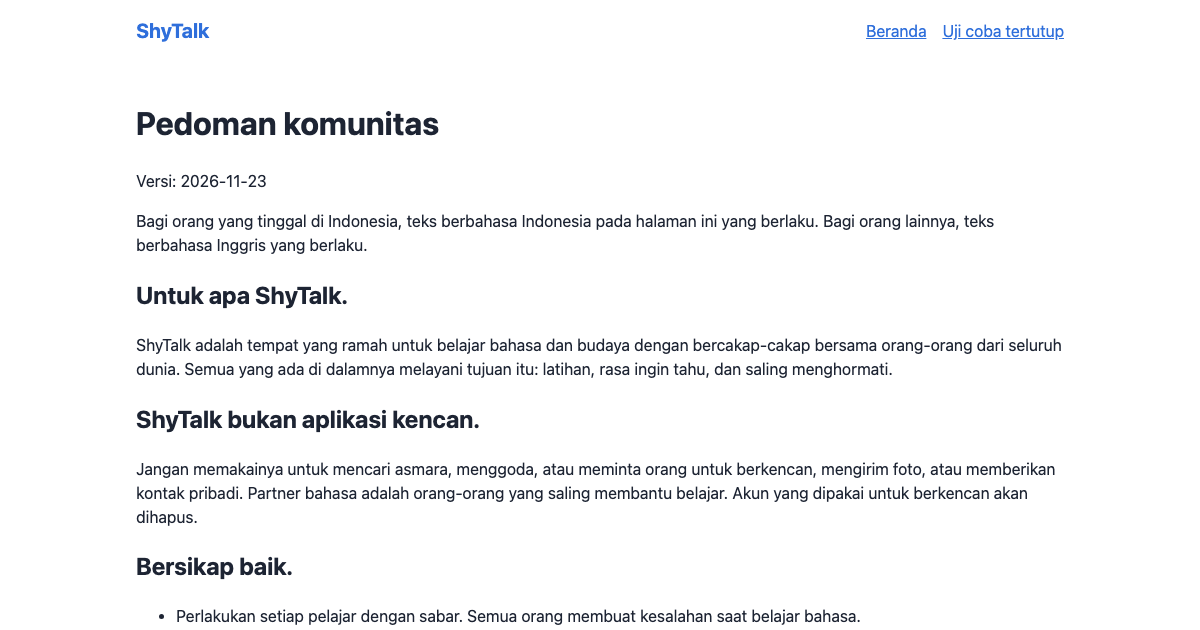 ShyTalk
Beranda Uji coba tertutup
Pedoman komunitas
Versi: 2026-11-23
Bagi orang yang tinggal di Indonesia, teks berbahasa Indonesia pada halaman ini yang berlaku. Bagi orang lainnya, teks
berbahasa Inggris yang berlaku.
Untuk apa ShyTalk.
ShyTalk adalah tempat yang ramah untuk belajar bahasa dan budaya dengan bercakap-cakap bersama orang-orang dari seluruh
dunia. Semua yang ada di dalamnya melayani tujuan itu: latihan, rasa ingin tahu, dan saling menghormati.
ShyTalk bukan aplikasi kencan.
Jangan memakainya untuk mencari asmara, menggoda, atau meminta orang untuk berkencan, mengirim foto, atau memberikan
kontak pribadi. Partner bahasa adalah orang-orang yang saling membantu belajar. Akun yang dipakai untuk berkencan akan
dihapus.
Bersikap baik.
• Perlakukan setiap pelajar dengan sabar. Semua orang membuat kesalahan saat belajar bahasa.